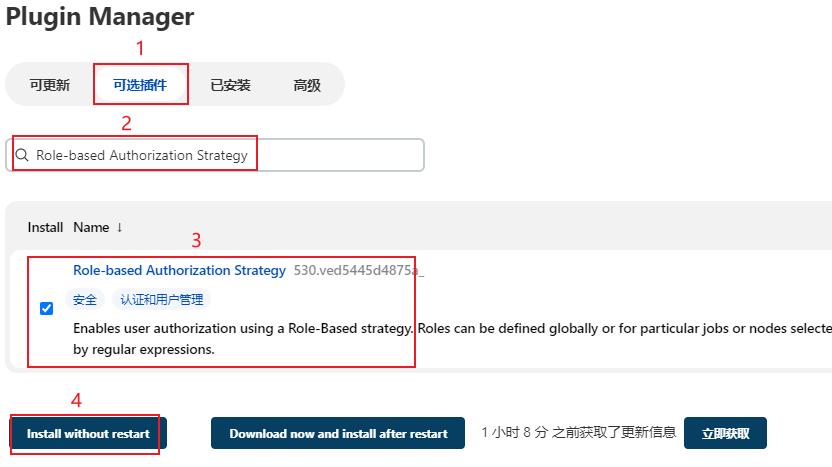 Plugin Manager
1
可更新 可选插件 已安装 高级
2
Role-based Authorization Strategy
Install Name ↓
3
Role-based Authorization Strategy 530.ved5445d4875a_
安全 认证和用户管理
Enables user authorization using a Role-Based strategy. Roles can be defined globally or for particular jobs or nodes selecte
by regular expressions.
4
Install without restart Download now and install after restart 1 小时 8 分 之前获取了更新信息 立即获取